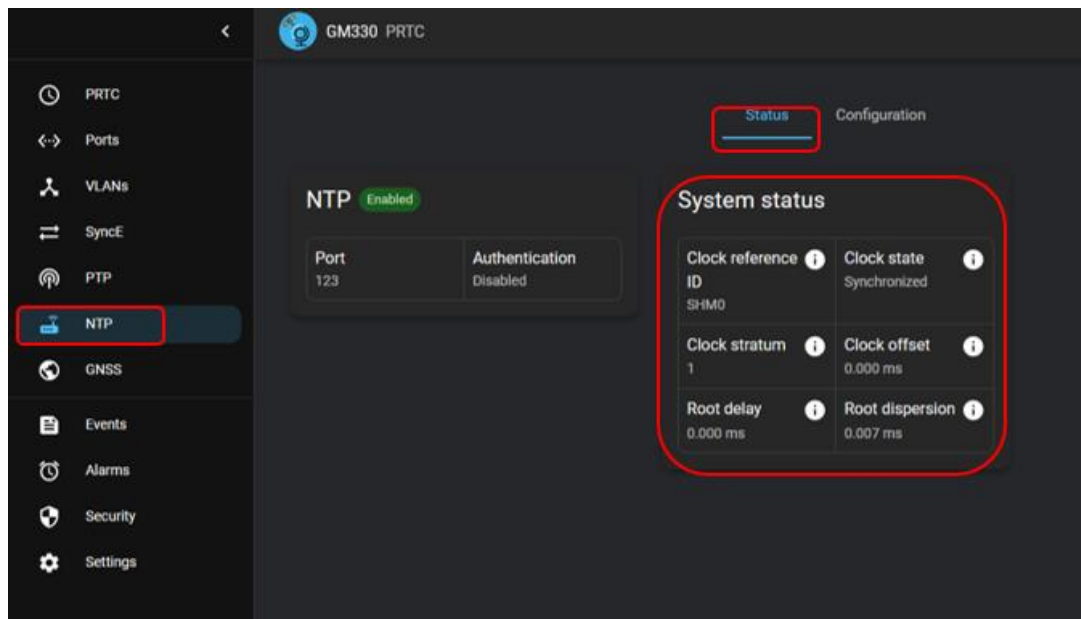 GM330 PRTC
PRTC
Ports
VLANs
SyncE
PTP
NTP
GNSS
Events
Alarms
Security
Settings
Status
Configuration
NTP Enabled
Port
123
Authentication
Disabled
System status
Clock reference
ID
SHM0
Clock state
Synchronized
Clock stratum
1
Clock offset
0.000 ms
Root delay
0.000 ms
Root dispersion
0.007 ms